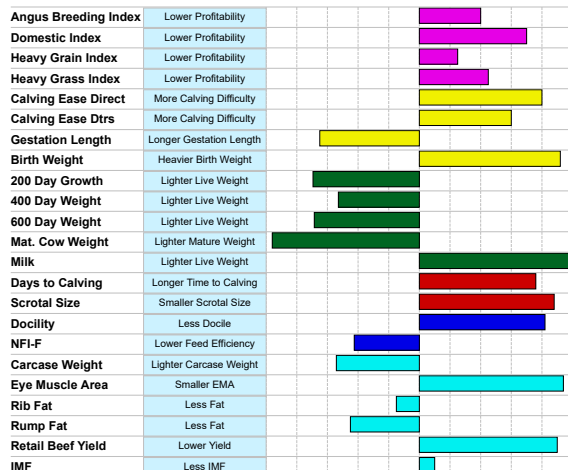 Angus Breeding Index Lower Profitability
Domestic Index Lower Profitability
Heavy Grain Index Lower Profitability
Heavy Grass Index Lower Profitability
Calving Ease Direct More Calving Difficulty
Calving Ease Dtrs More Calving Difficulty
Gestation Length Longer Gestation Length
Birth Weight Heavier Birth Weight
200 Day Growth Lighter Live Weight
400 Day Weight Lighter Live Weight
600 Day Weight Lighter Live Weight
Mat. Cow Weight Lighter Mature Weight
Milk Lighter Live Weight
Days to Calving Longer Time to Calving
Scrotal Size Smaller Scrotal Size
Docility Less Docile
NFI-F Lower Feed Efficiency
Carcase Weight Lighter Carcase Weight
Eye Muscle Area Smaller EMA
Rib Fat Less Fat
Rump Fat Less Fat
Retail Beef Yield Lower Yield
IMF Less IMF